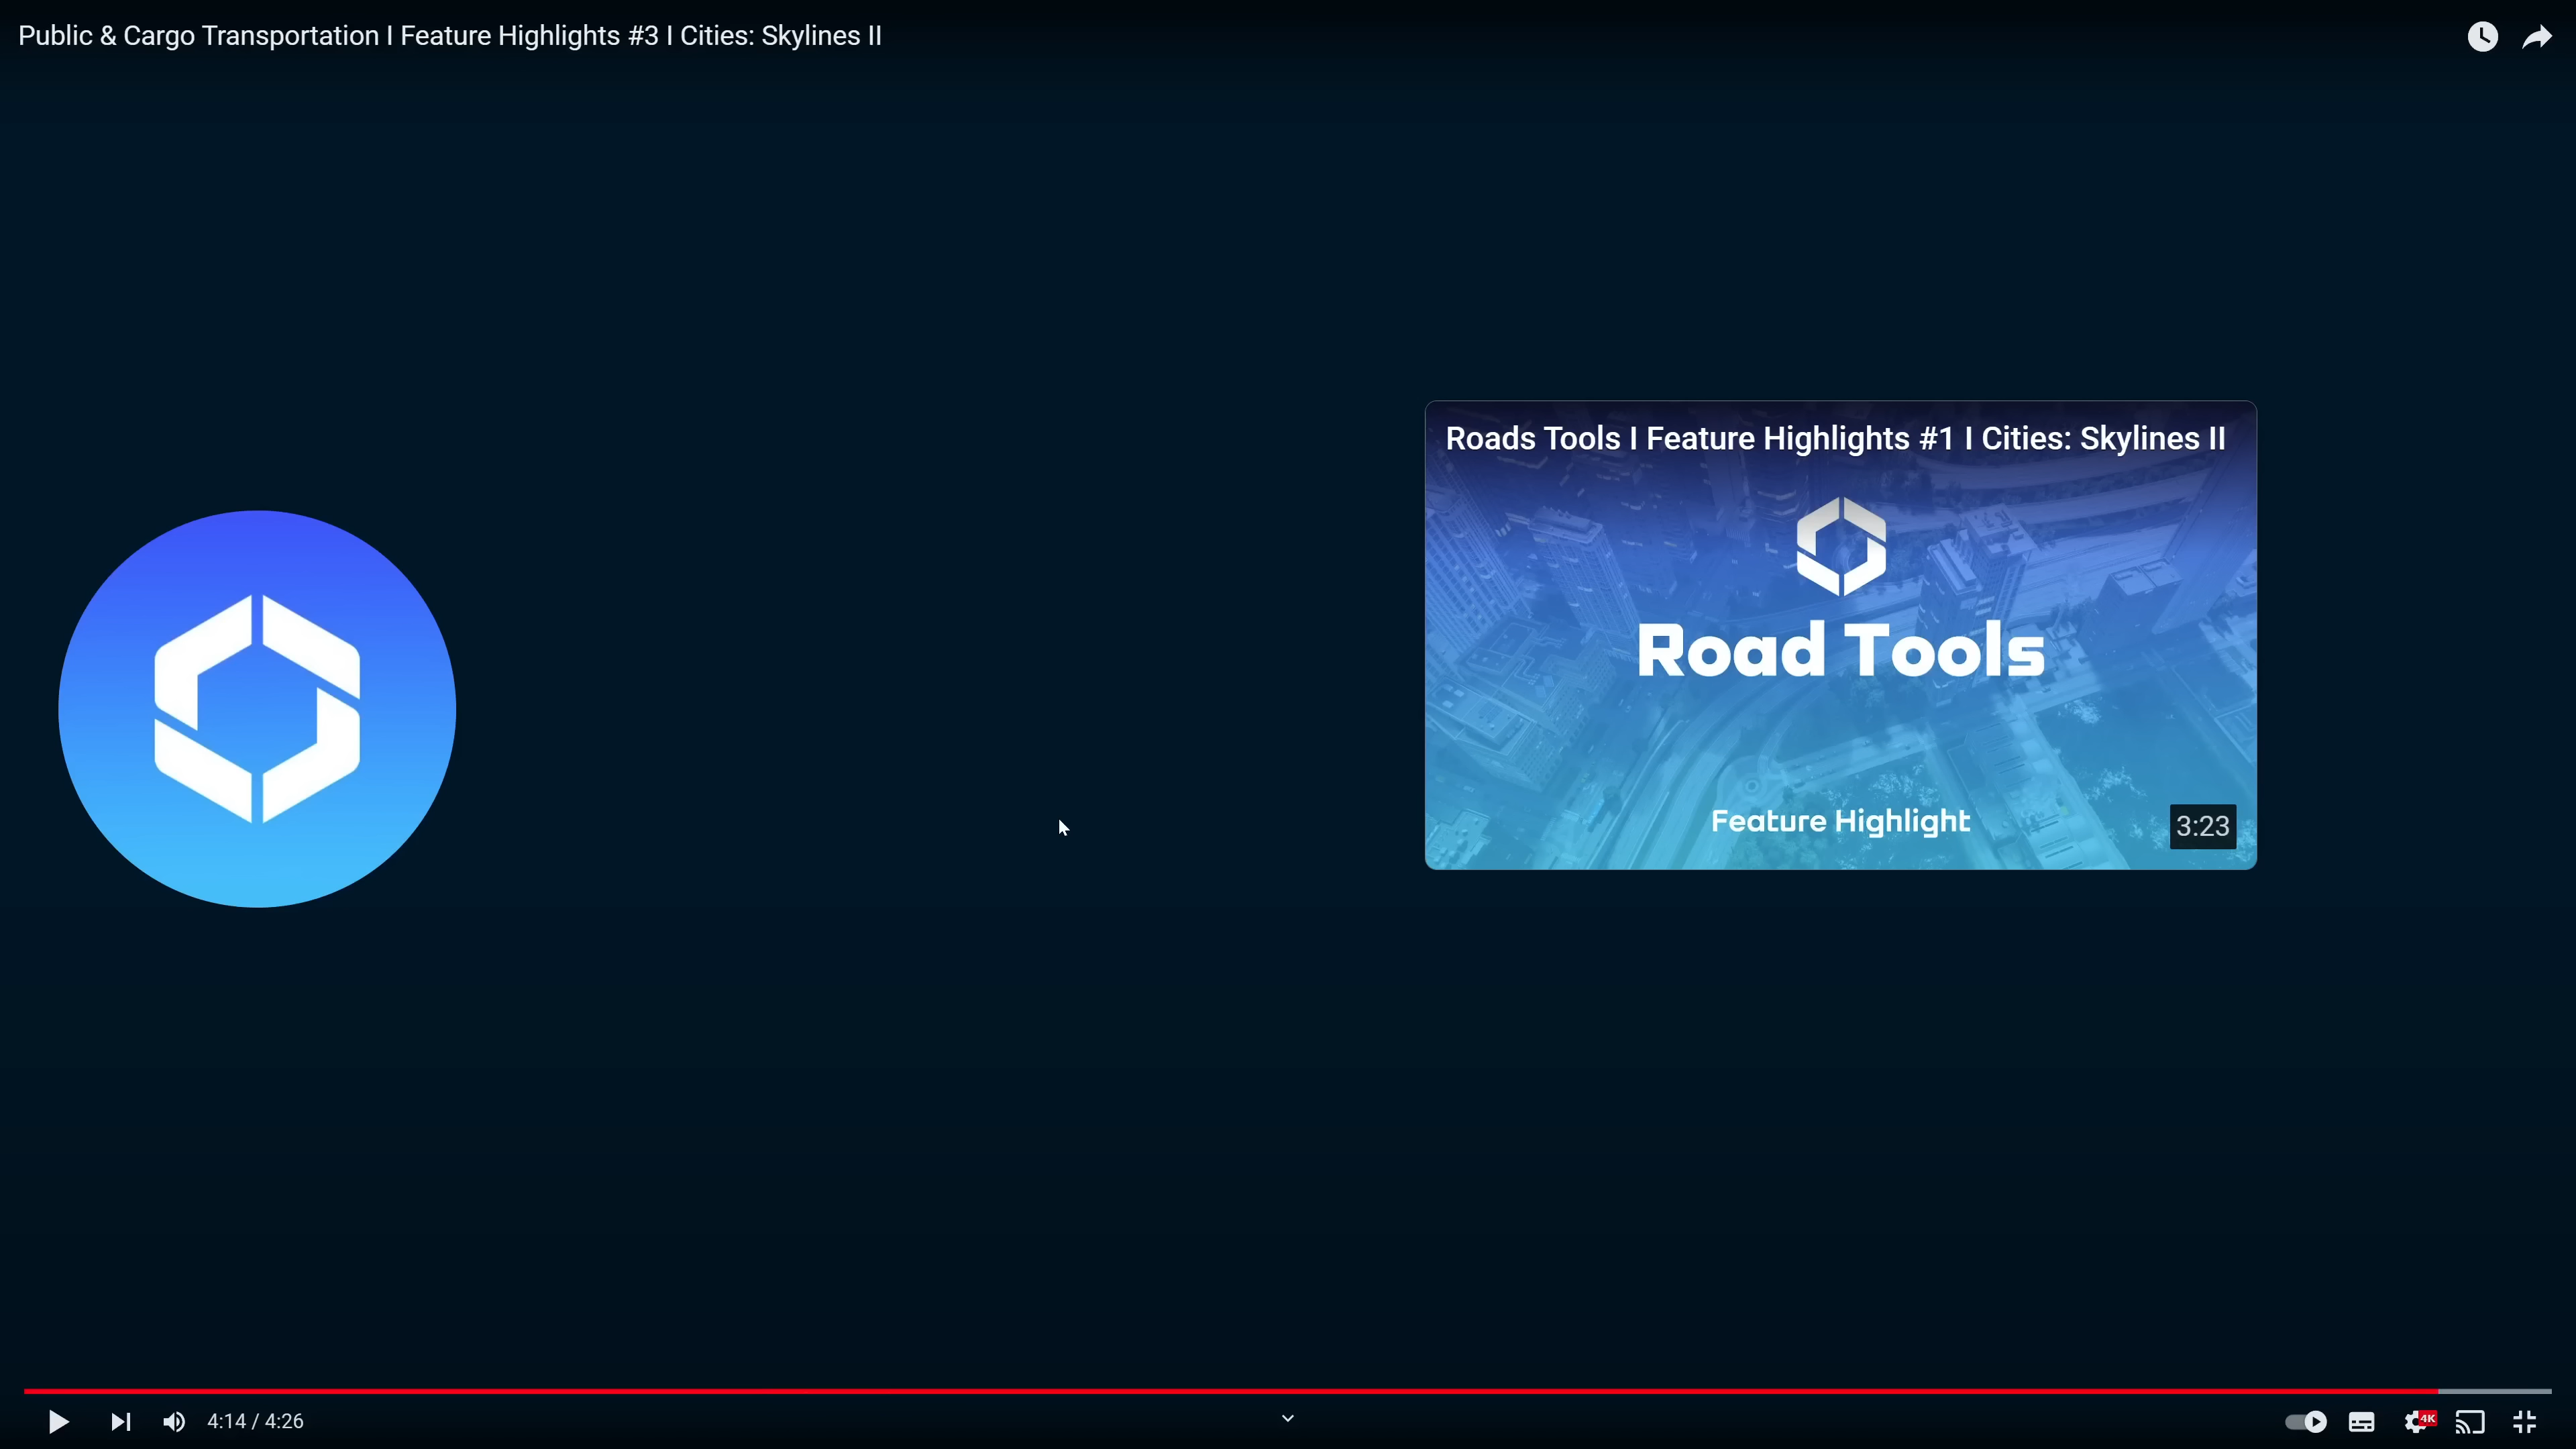 Public & Cargo Transportation I Feature Highlights #3 I Cities: Skylines II
Roads Tools I Feature Highlights #1 I Cities: Skylines II
Road Tools
Feature Highlight
3:23
4:14 / 4:26
4K